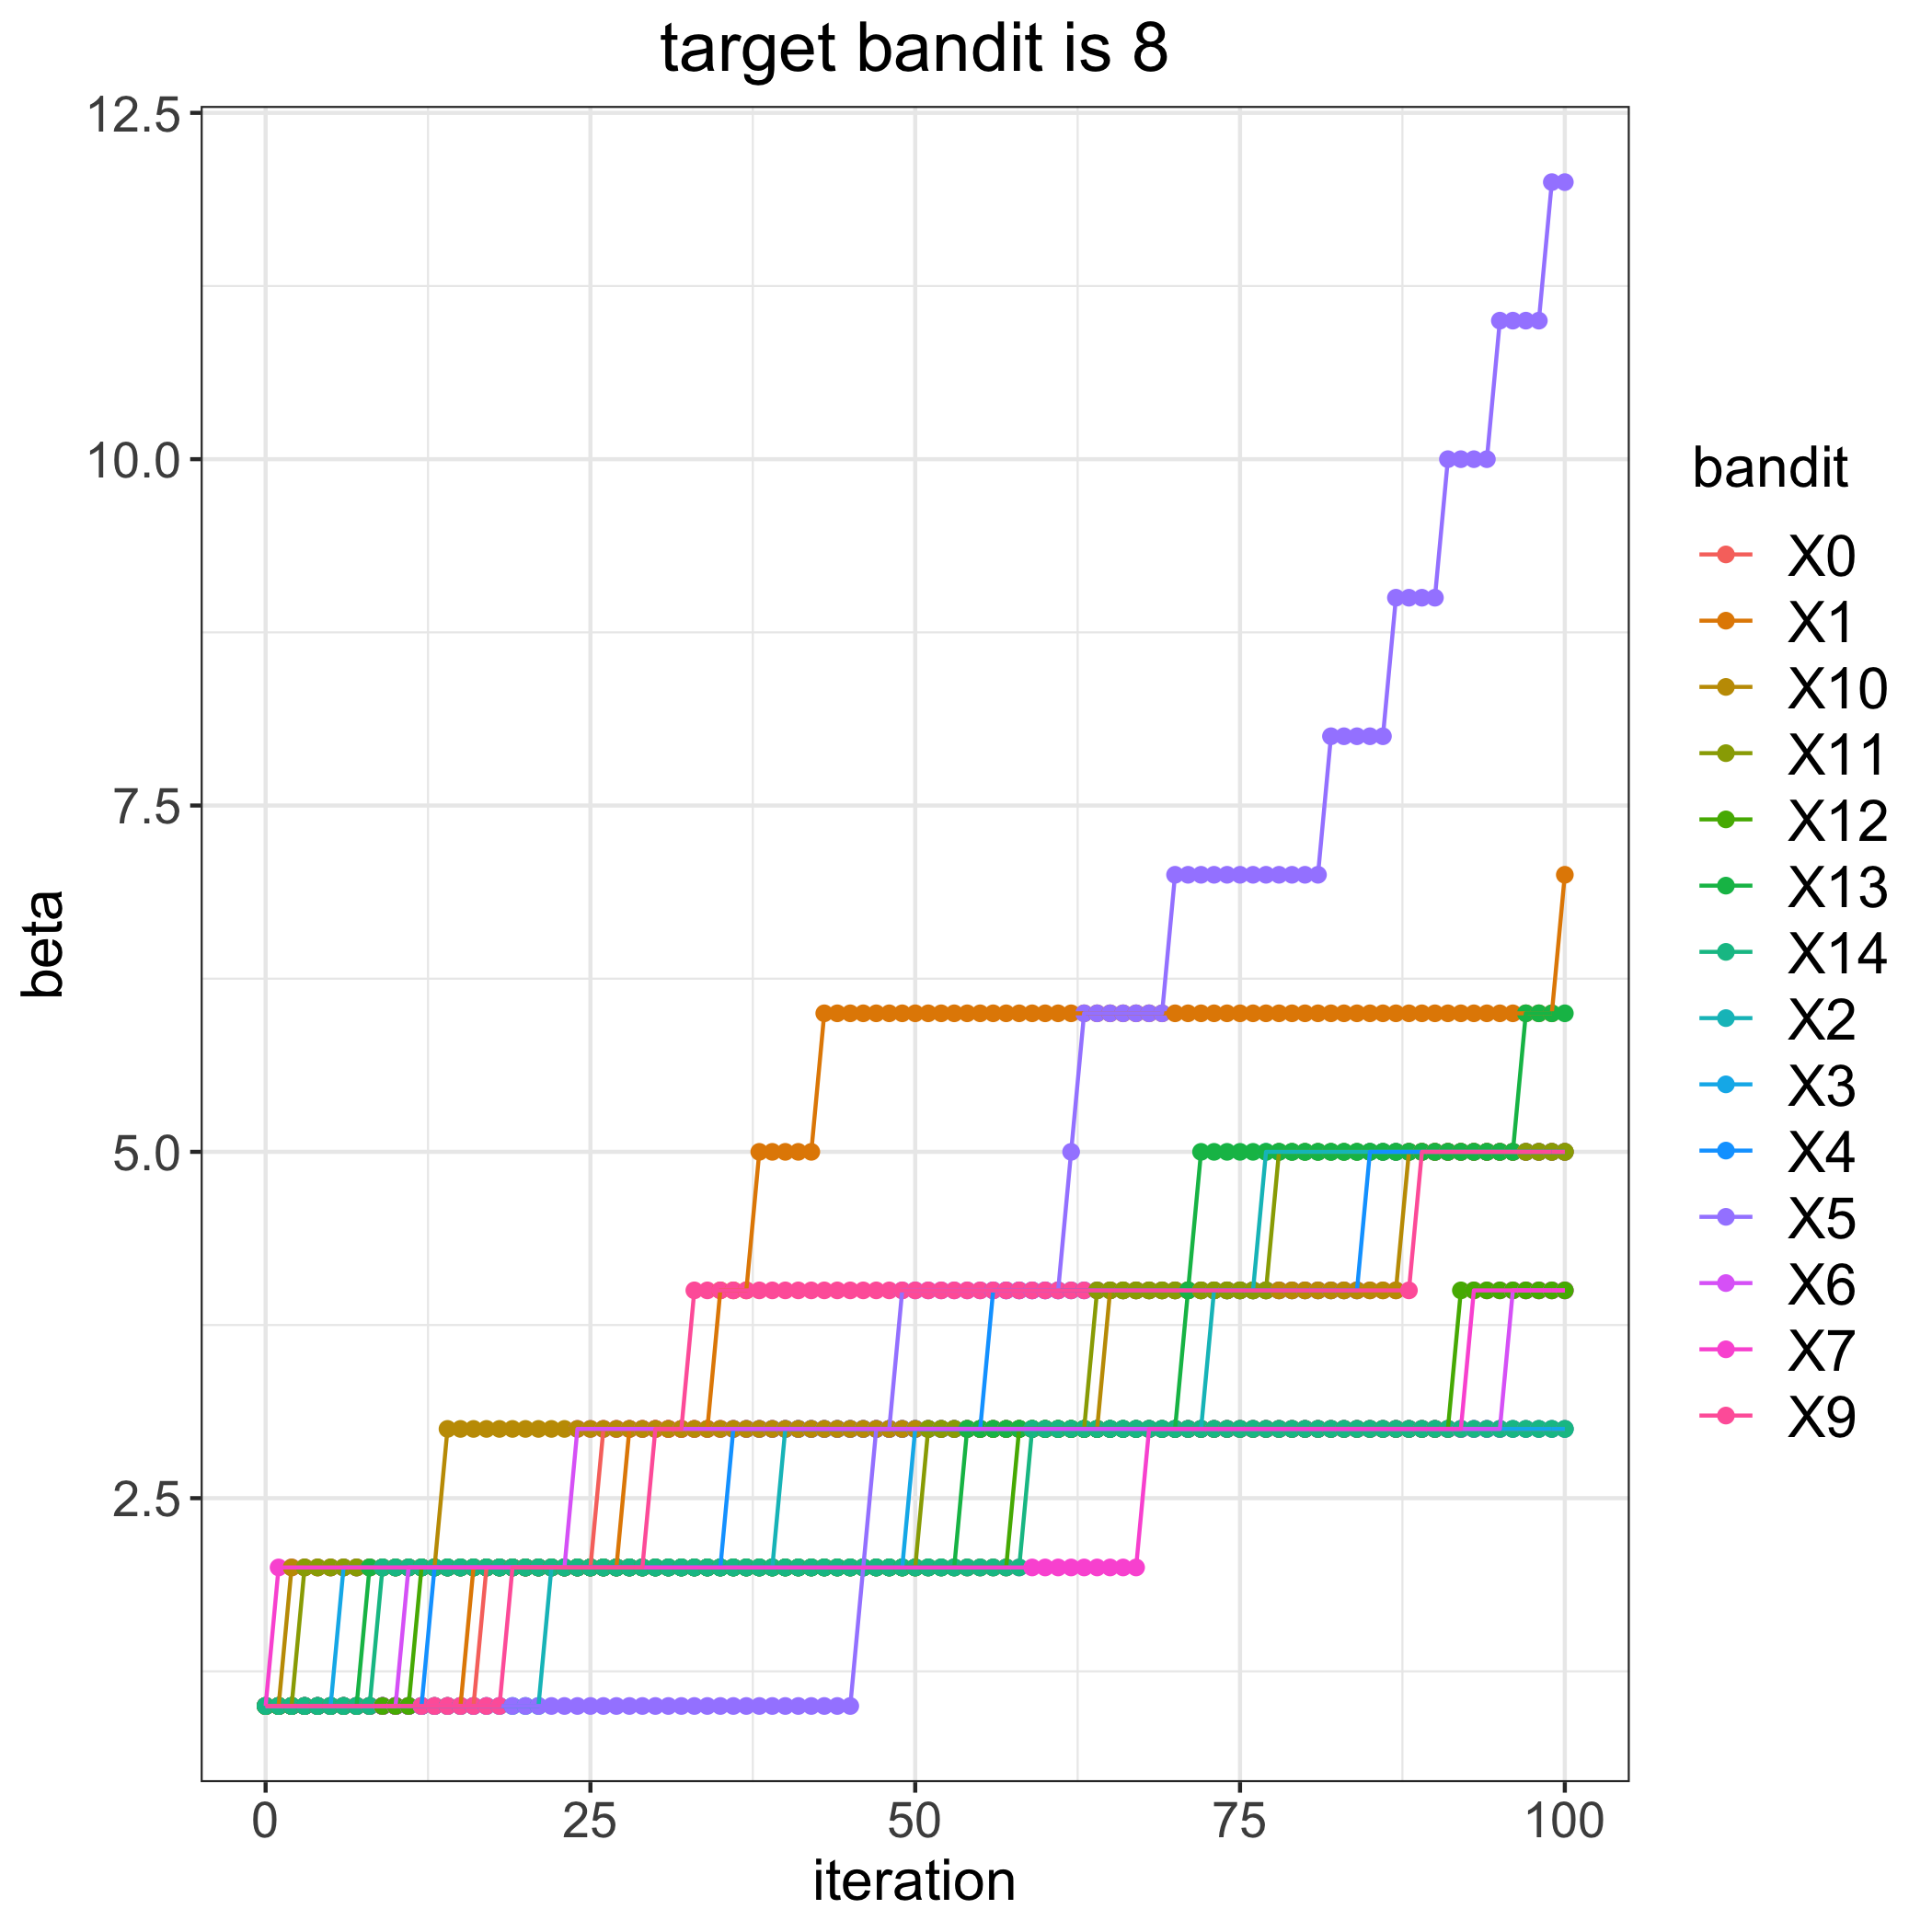 target bandit is 8
12.5
10.0
7.5
5.0
2.5
beta
0 25 50 75 100
iteration
bandit
X0
X1
X10
X11
X12
X13
X14
X2
X3
X4
X5
X6
X7
X9